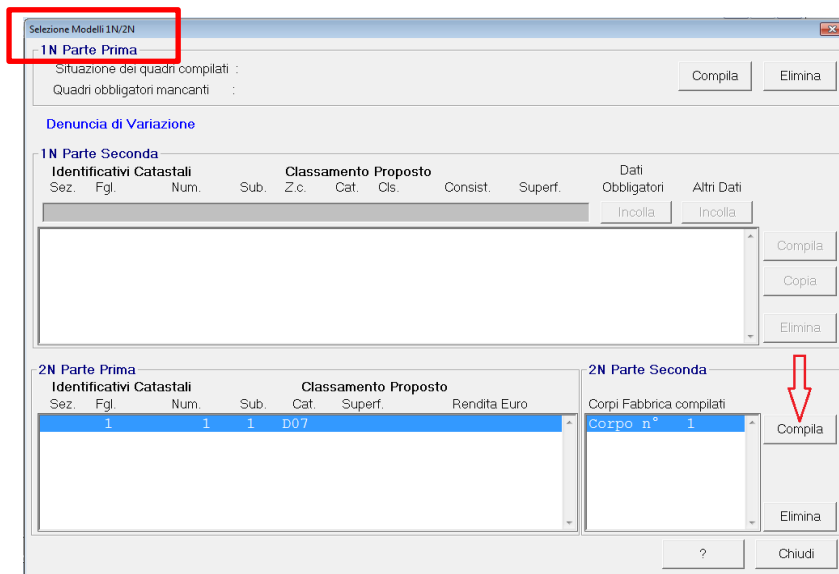 Selezione Modelli 1N/2N
1N Parte Prima
Situazione dei quadri compilati :
Quadri obbligatori mancanti :
Compila
Elimina
Denuncia di Variazione
1N Parte Seconda
Identificativi Catastali Classamento Proposto Dati
Sez. Fgl. Num. Sub. Z.c. Cat. Cls. Consist. Superf. Obbligatori Altri Dati
Incolla Incolla
Compila
Copia
Elimina
2N Parte Prima
Identificativi Catastali Classamento Proposto
Sez. Fgl. Num. Sub. Cat. Superf. Rendita Euro
1 1 1 D07
2N Parte Seconda
Corpi Fabbrica compilati
Corpo n° 1
Compila
Elimina
? Chiudi